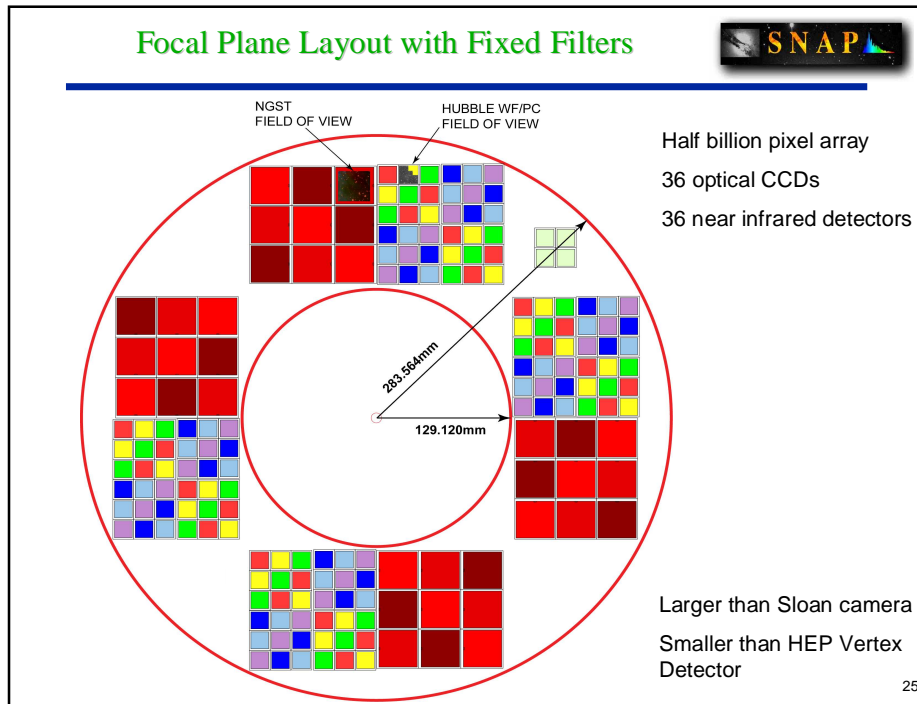 Focal Plane Layout with Fixed Filters
SNAP
NGST
FIELD OF VIEW
HUBBLE WF/PC
FIELD OF VIEW
Half billion pixel array
36 optical CCDs
36 near infrared detectors
283.564mm
129.120mm
Larger than Sloan camera
Smaller than HEP Vertex
Detector
25